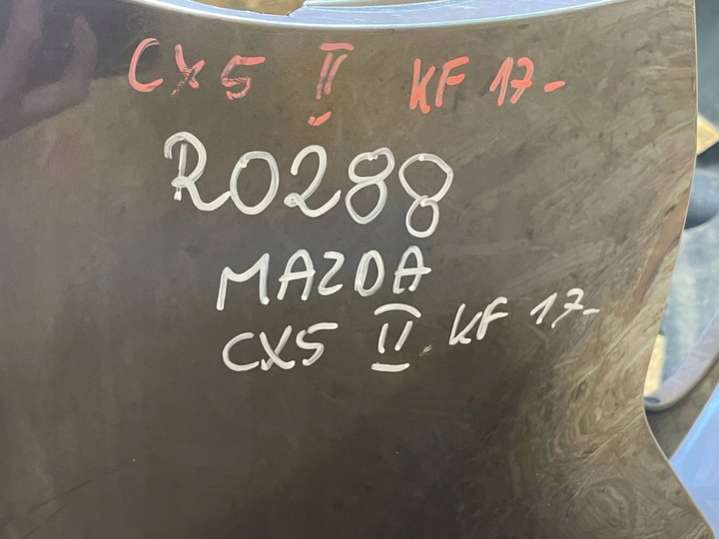 CX5 II KF 17-
R0288
MAZDA
CX5 II KF 17-